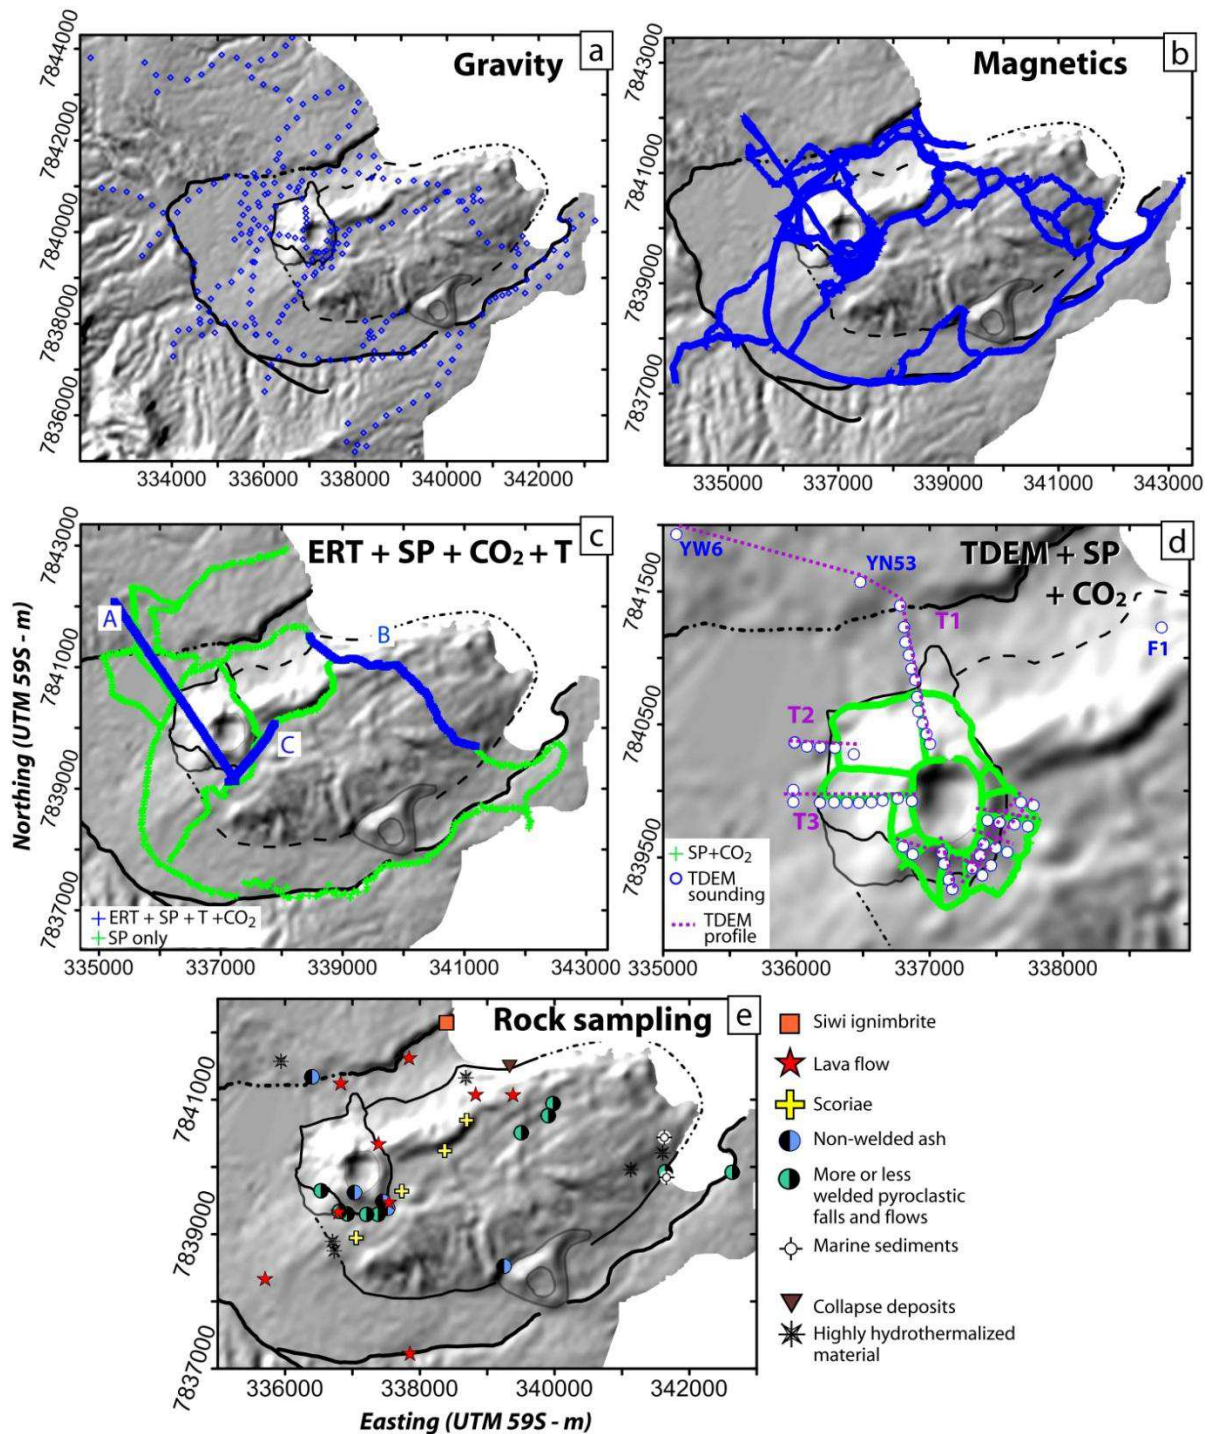 a
Gravity
7844000
7842000
7840000
7838000
7836000
334000 336000 338000 340000 342000
b
Magnetics
7843000
7841000
7839000
7837000
335000 337000 339000 341000 343000
c
ERT + SP + CO₂ + T
A
B
C
7843000
7841000
7839000
7837000
Northing (UTM 59S - m)
ERT + SP + T +CO₂
SP only
335000 337000 339000 341000 343000
d
TDEM + SP
+ CO₂
YW6
YN53
T1
F1
T2
T3
7841500
7840500
7839500
SP+CO₂
TDEM
sounding
TDEM
profile
335000 336000 337000 338000
e
Rock sampling
7841000
7839000
7837000
336000 338000 340000 342000
Easting (UTM 59S - m)
Siwi ignimbrite
Lava flow
Scoriae
Non-welded ash
More or less
welded pyroclastic
falls and flows
Marine sediments
Collapse deposits
Highly hydrothermalized
material